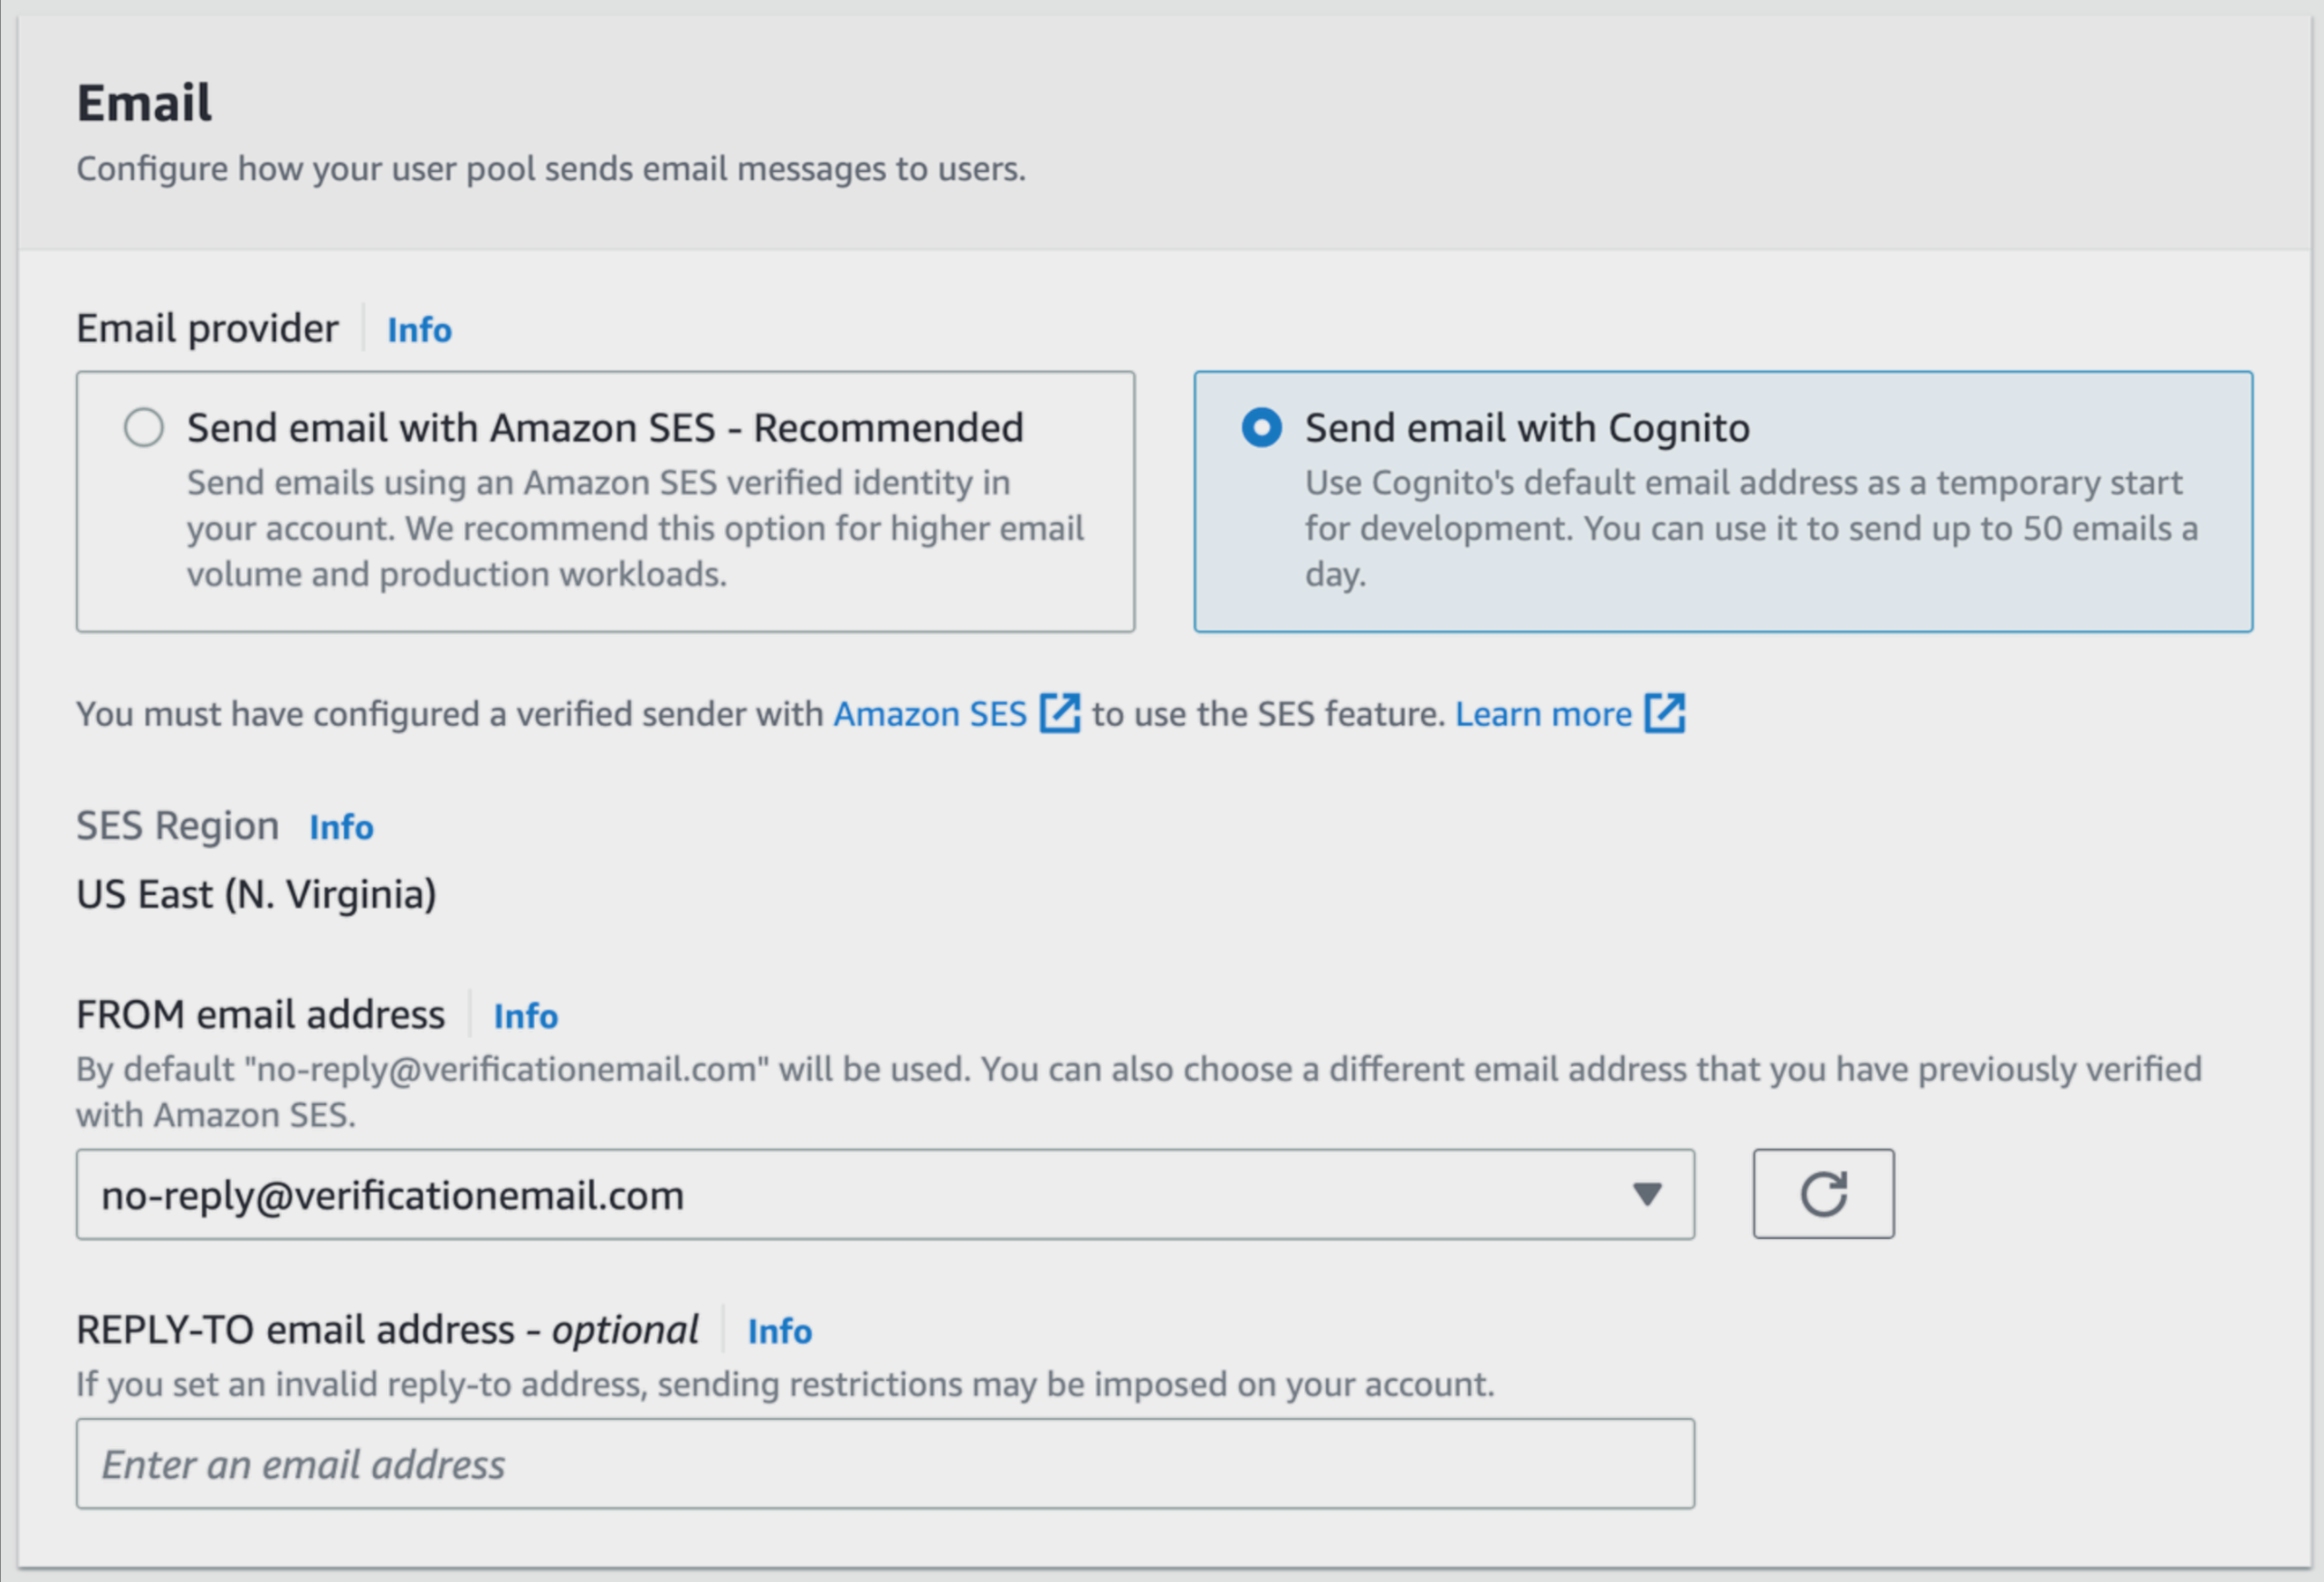 Email
Configure how your user pool sends email messages to users.
Email provider Info
Send email with Amazon SES - Recommended
Send emails using an Amazon SES verified identity in
your account. We recommend this option for higher email
volume and production workloads.
Send email with Cognito
Use Cognito's default email address as a temporary start
for development. You can use it to send up to 50 emails a
day.
You must have configured a verified sender with Amazon SES to use the SES feature. Learn more
SES Region Info
US East (N. Virginia)
FROM email address Info
By default "no-reply@verificationemail.com" will be used. You can also choose a different email address that you have previously verified
with Amazon SES.
no-reply@verificationemail.com
REPLY-TO email address - optional Info
If you set an invalid reply-to address, sending restrictions may be imposed on your account.
Enter an email address